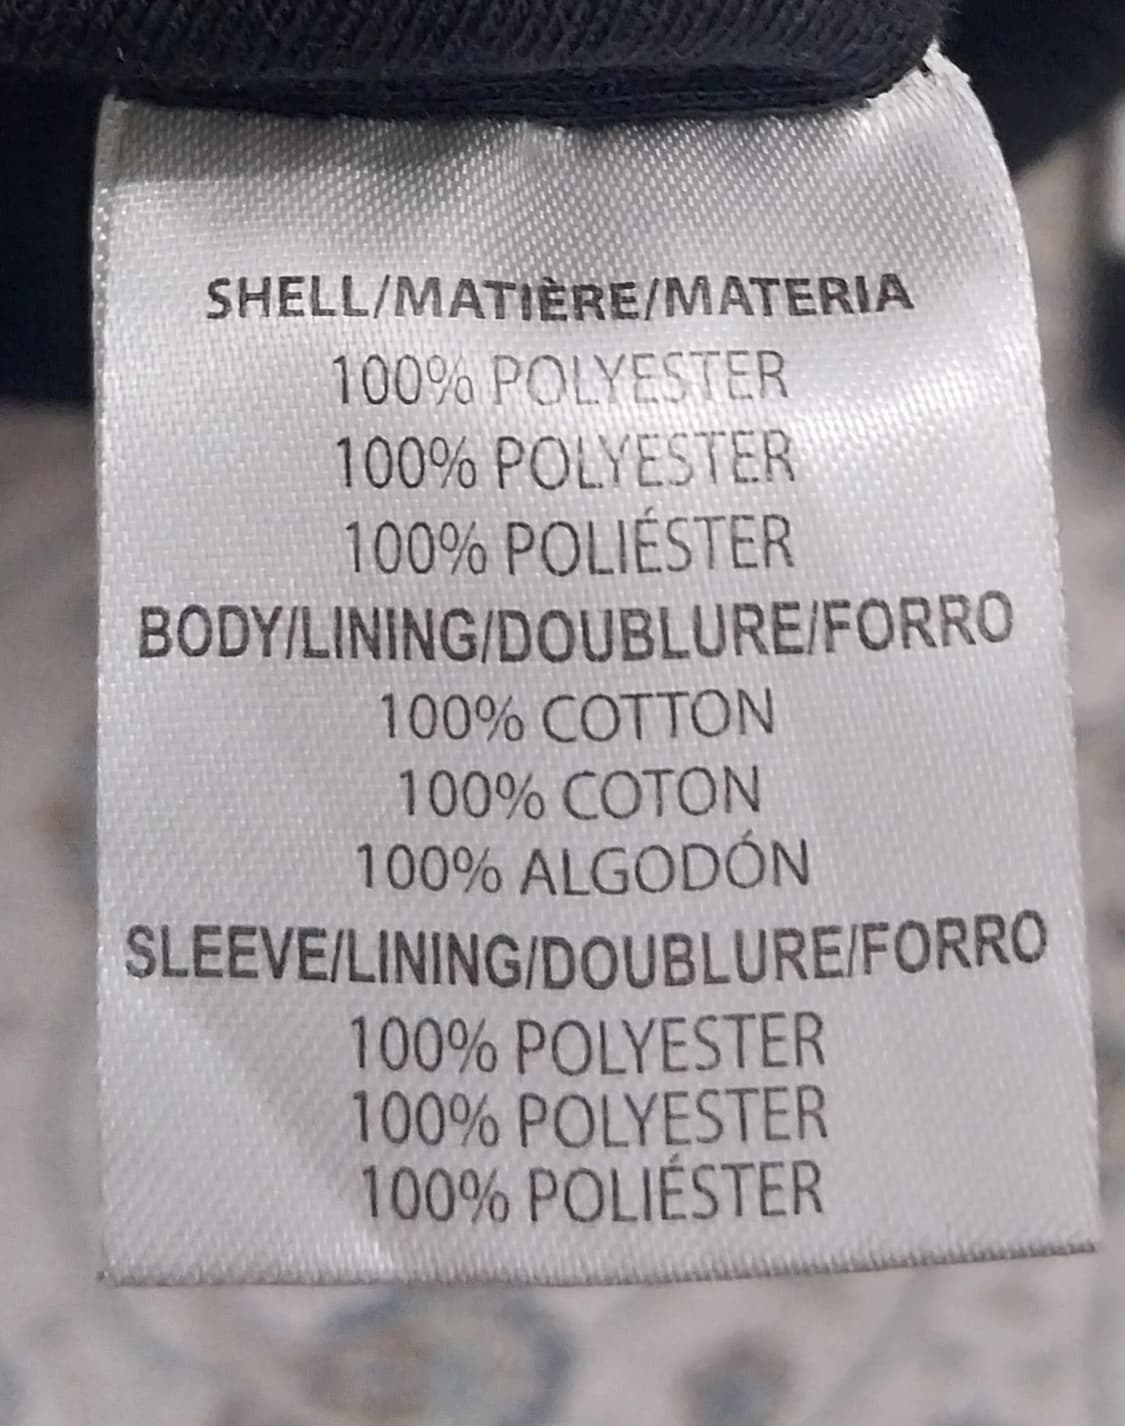 SHELL/MATIÈRE/MATERIA
100% POLYESTER
100% POLYESTER
100% POLIÉSTER
BODY/LINING/DOUBLURE/FORRO
100% COTTON
100% COTON
100% ALGODÓN
SLEEVE/LINING/DOUBLURE/FORRO
100% POLYESTER
100% POLYESTER
100% POLIÉSTER